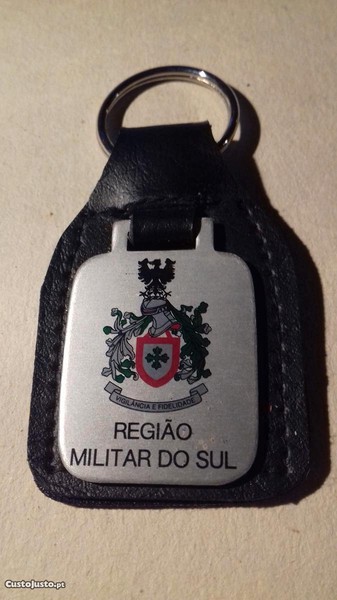 VIGILÂNCIA E FIDELIDADE
REGIÃO
MILITAR DO SUL
CustoJusto.pt